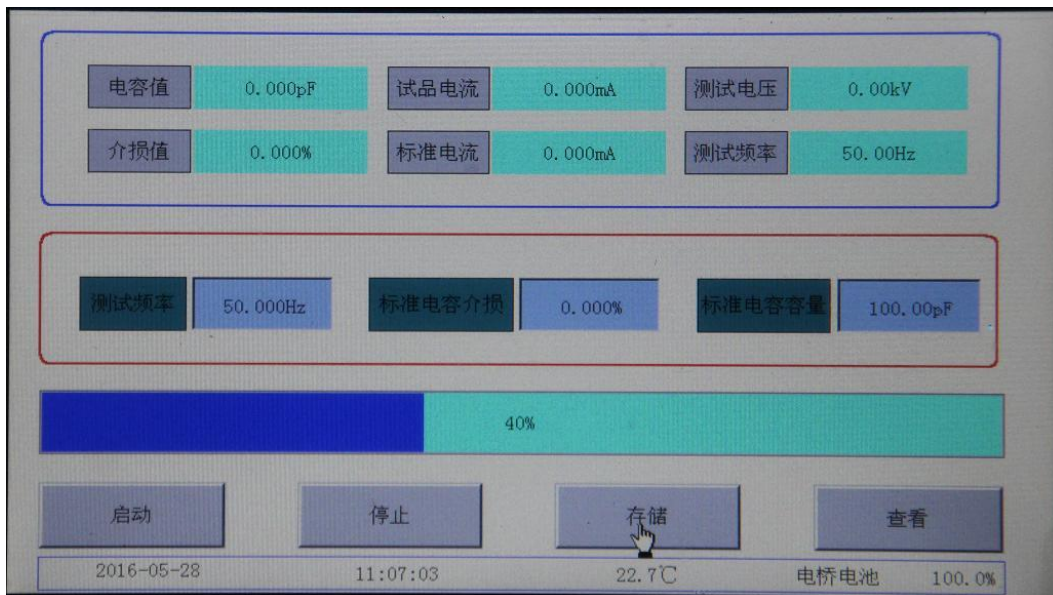 电容值 0.000pF 试品电流 0.000mA 测试电压 0.00kV
介损值 0.000% 标准电流 0.000mA 测试频率 50.00Hz
测试频率 50.000Hz 标准电容介损 0.000% 标准电容容量 100.00pF
40%
启动 停止 存储 查看
2016-05-28 11:07:03 22.7℃ 电桥电池 100.0%